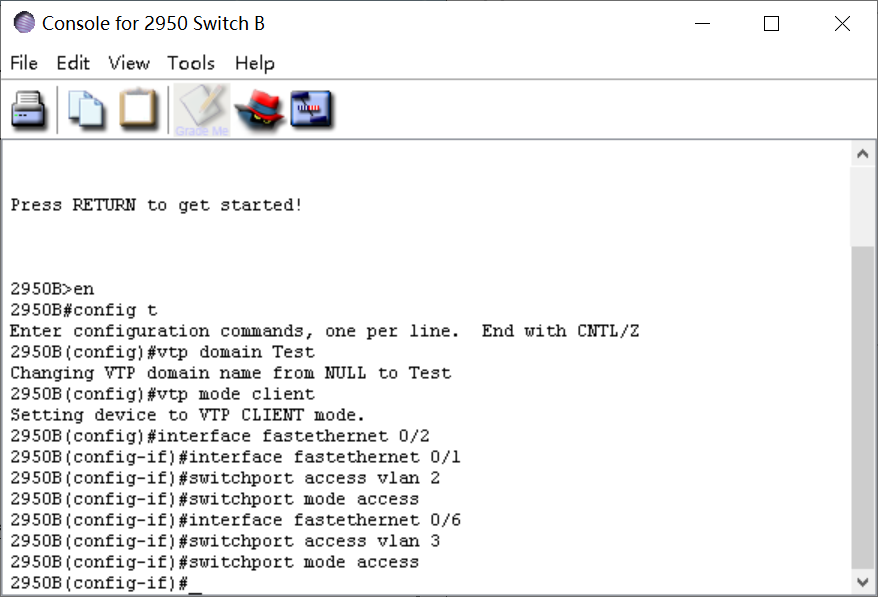 Console for 2950 Switch B
File Edit View Tools Help
Grade Me
Press RETURN to get started!
2950B>en
2950B#config t
Enter configuration commands, one per line.  End with CNTL/Z
2950B(config)#vtp domain Test
Changing VTP domain name from NULL to Test
2950B(config)#vtp mode client
Setting device to VTP CLIENT mode.
2950B(config)#interface fastethernet 0/2
2950B(config-if)#interface fastethernet 0/1
2950B(config-if)#switchport access vlan 2
2950B(config-if)#switchport mode access
2950B(config-if)#interface fastethernet 0/6
2950B(config-if)#switchport access vlan 3
2950B(config-if)#switchport mode access
2950B(config-if)#_